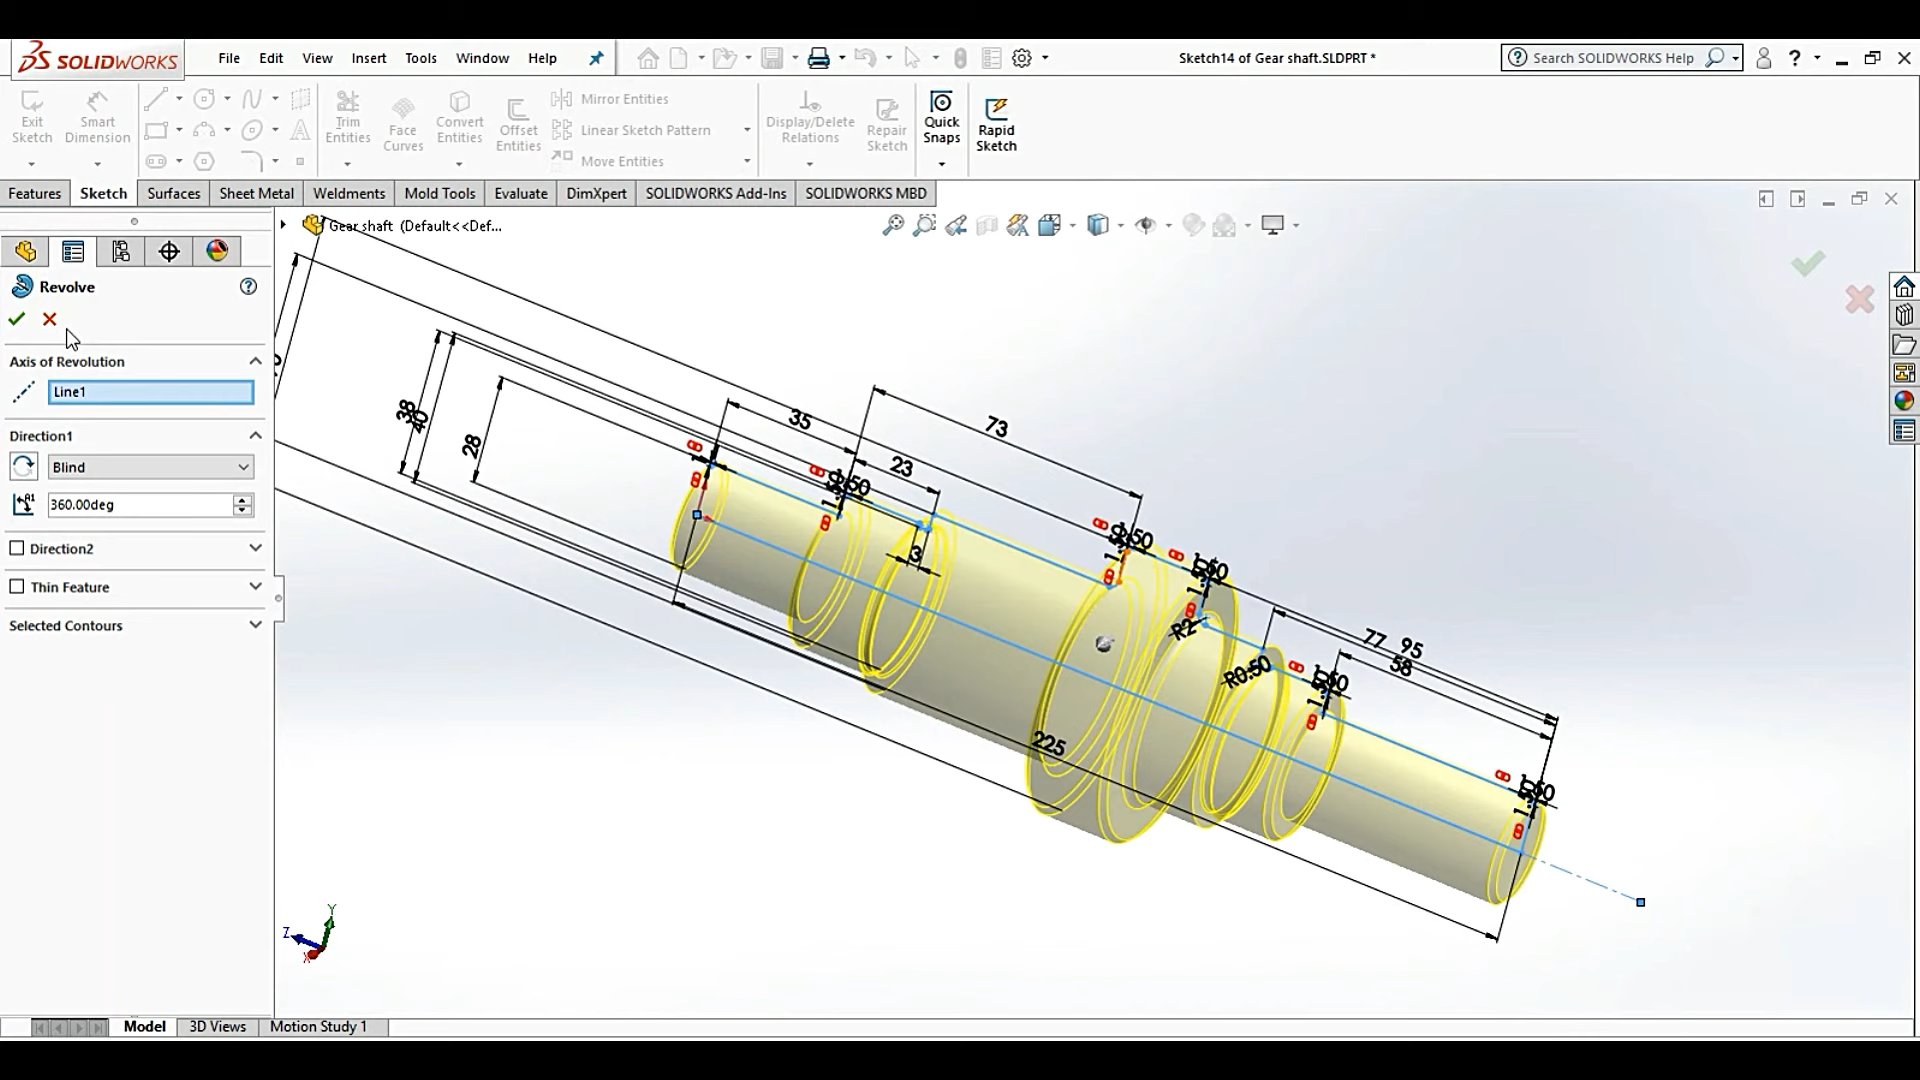 SOLIDWORKS File Edit View Insert Tools Window Help Sketch14 of Gear shaft.SLDPRT * Search SOLIDWORKS Help ?
Exit Sketch
Smart Dimension
Trim Entities
Face Curves
Convert Entities
Offset Entities
Mirror Entities
Linear Sketch Pattern
Move Entities
Display/Delete Relations
Repair Sketch
Quick Snaps
Rapid Sketch
Features Sketch Surfaces Sheet Metal Weldments Mold Tools Evaluate DimXpert SOLIDWORKS Add-Ins SOLIDWORKS MBD
Gear shaft (Default<<Def...
Revolve
Axis of Revolution
Line1
Direction1
Blind
360.00deg
Direction2
Thin Feature
Selected Contours
38
40
28
35
73
23
3
R2
R0.50
77 95
58
225
Y
Z
X
Model 3D Views Motion Study 1